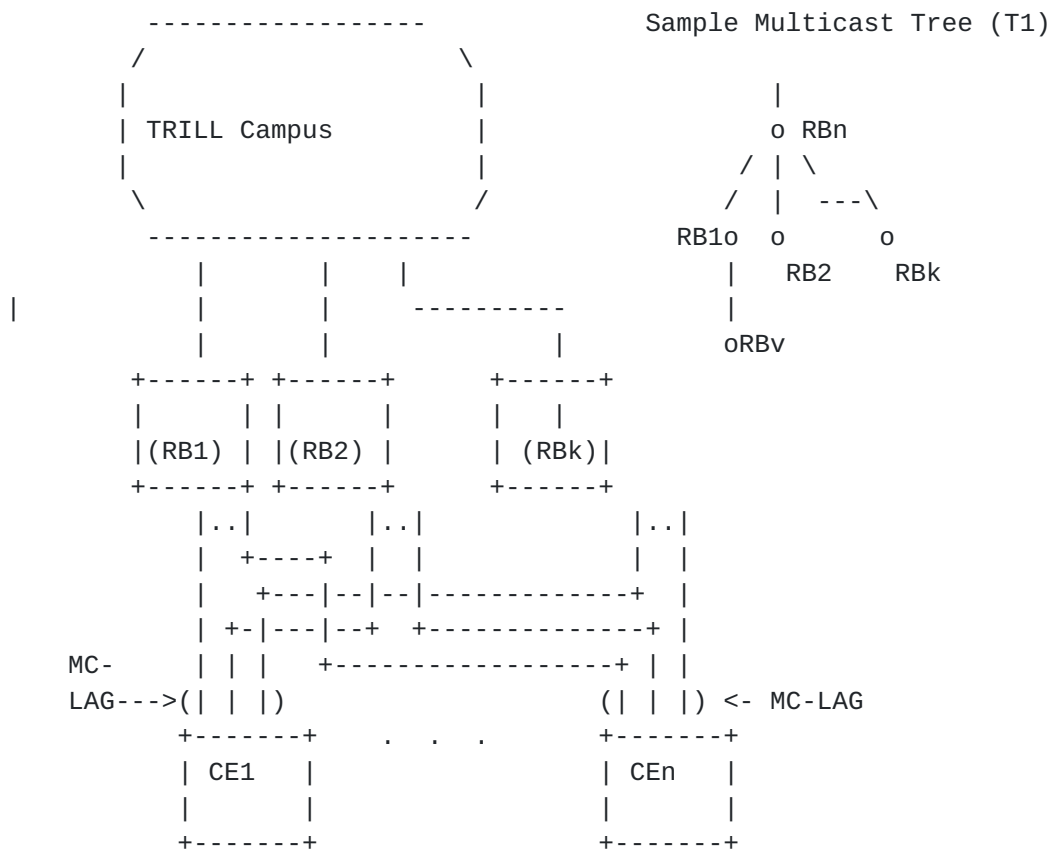 Sample Multicast Tree (T1)
TRILL Campus
o RBn
RB1o o o
RB2 RBk
oRBv
(RB1) (RB2) (RBk)
MC-
LAG--->(| | |) (| | |) <- MC-LAG
. . .
CE1 CEn